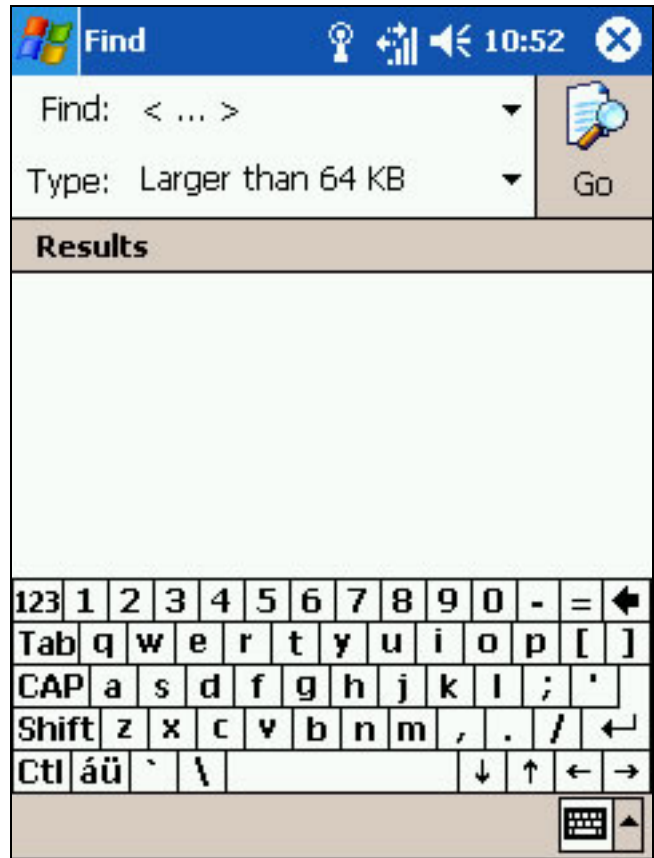 Find 10:52
Find: < ... >
Type: Larger than 64 KB
Go
Results
123 1 2 3 4 5 6 7 8 9 0 - =
Tab q w e r t y u i o p [ ]
CAP a s d f g h j k l ; '
Shift z x c v b n m , . / ↵
Ctl áü ` \ ↓ ↑ ← →